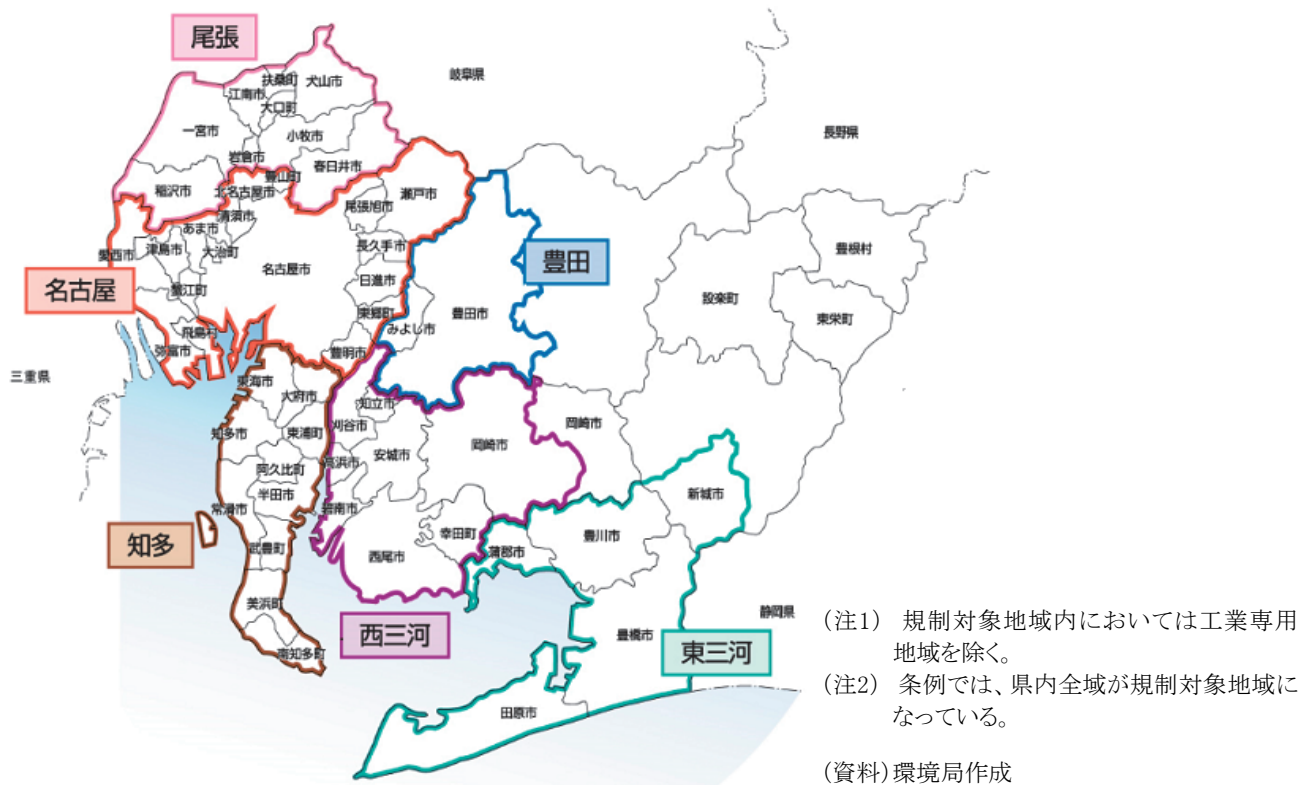 尾張
岐阜県
扶桑町
犬山市
江南市
大口町
長野県
一宮市
小牧市
岩倉市
春日井市
豊山町
稲沢市
北名古屋市
瀬戸市
尾張旭市
清須市
あま市
豊根村
愛西市
津島市
大治町
長久手市
豊田
名古屋市
日進市
名古屋
蟹江町
設楽町
東郷町
東栄町
飛島村
みよし市
豊田市
弥富市
豊明市
三重県
東海市
大府市
知立市
知多市
東浦町
刈谷市
岡崎市
岡崎市
安城市
高浜市
阿久比町
半田市
新城市
常滑市
碧南市
知多
幸田町
豊川市
武豊町
西尾市
蒲郡市
美浜町
静岡県
西三河
豊橋市
東三河
南知多町
田原市
(注1) 規制対象地域内においては工業専用
地域を除く。
(注2) 条例では、県内全域が規制対象地域に
なっている。
(資料)環境局作成